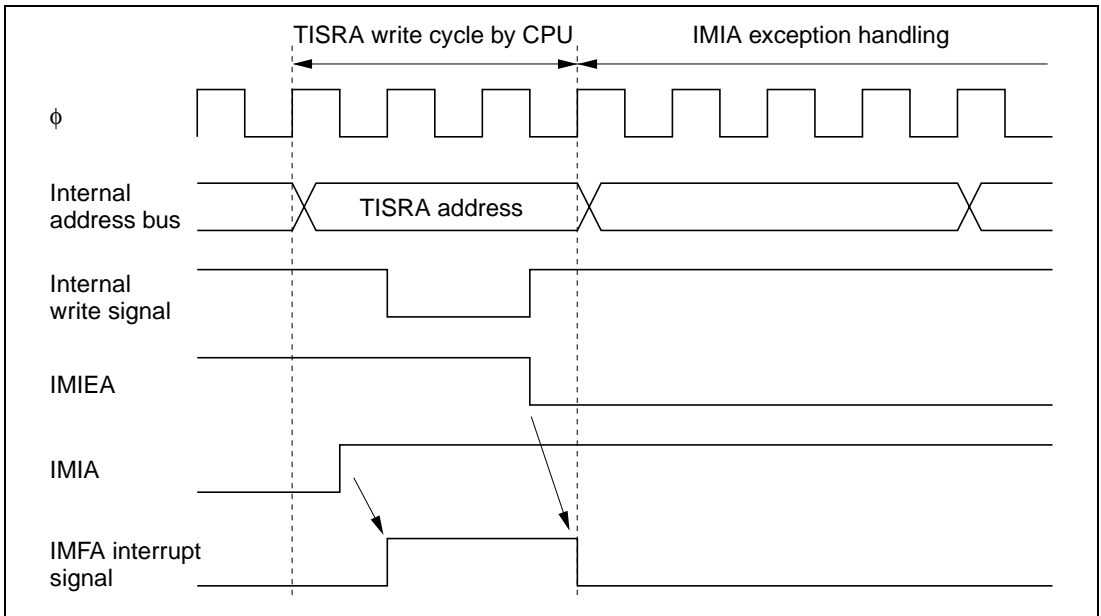 TISRA write cycle by CPU
IMIA exception handling
ϕ
Internal
address bus
TISRA address
Internal
write signal
IMIEA
IMIA
IMFA interrupt
signal